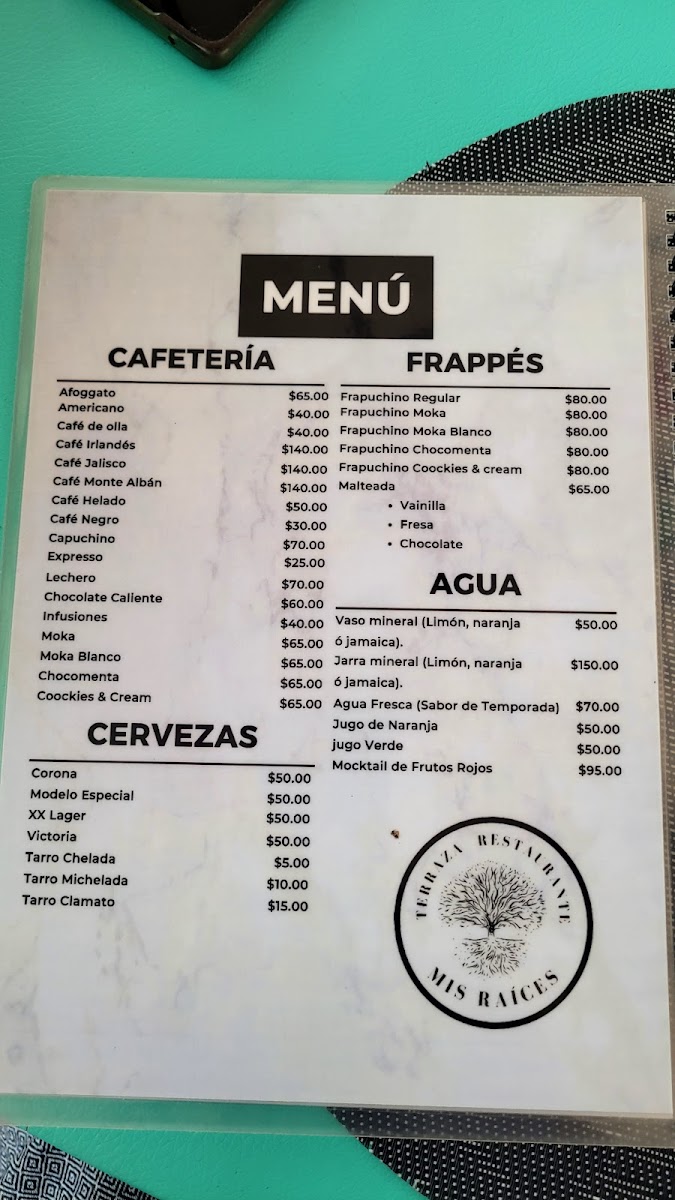 MENÚ
CAFETERÍA
Afoggato $65.00
Americano $40.00
Café de olla $40.00
Café Irlandés $140.00
Café Jalisco $140.00
Café Monte Albán $140.00
Café Helado $50.00
Café Negro $30.00
Capuchino $70.00
Expresso $25.00
Lechero $70.00
Chocolate Caliente $60.00
Infusiones $40.00
Moka $65.00
Moka Blanco $65.00
Chocomenta $65.00
Coockies & Cream $65.00
CERVEZAS
Corona $50.00
Modelo Especial $50.00
XX Lager $50.00
Victoria $50.00
Tarro Chelada $5.00
Tarro Michelada $10.00
Tarro Clamato $15.00
FRAPPÉS
Frapuchino Regular $80.00
Frapuchino Moka $80.00
Frapuchino Moka Blanco $80.00
Frapuchino Chocomenta $80.00
Frapuchino Coockies & cream $80.00
Malteada $65.00
• Vainilla
• Fresa
• Chocolate
AGUA
Vaso mineral (Limón, naranja $50.00
ó jamaica).
Jarra mineral (Limón, naranja $150.00
ó jamaica).
Agua Fresca (Sabor de Temporada) $70.00
Jugo de Naranja $50.00
jugo Verde $50.00
Mocktail de Frutos Rojos $95.00
TERRAZA RESTAURANTE
MIS RAÍCES